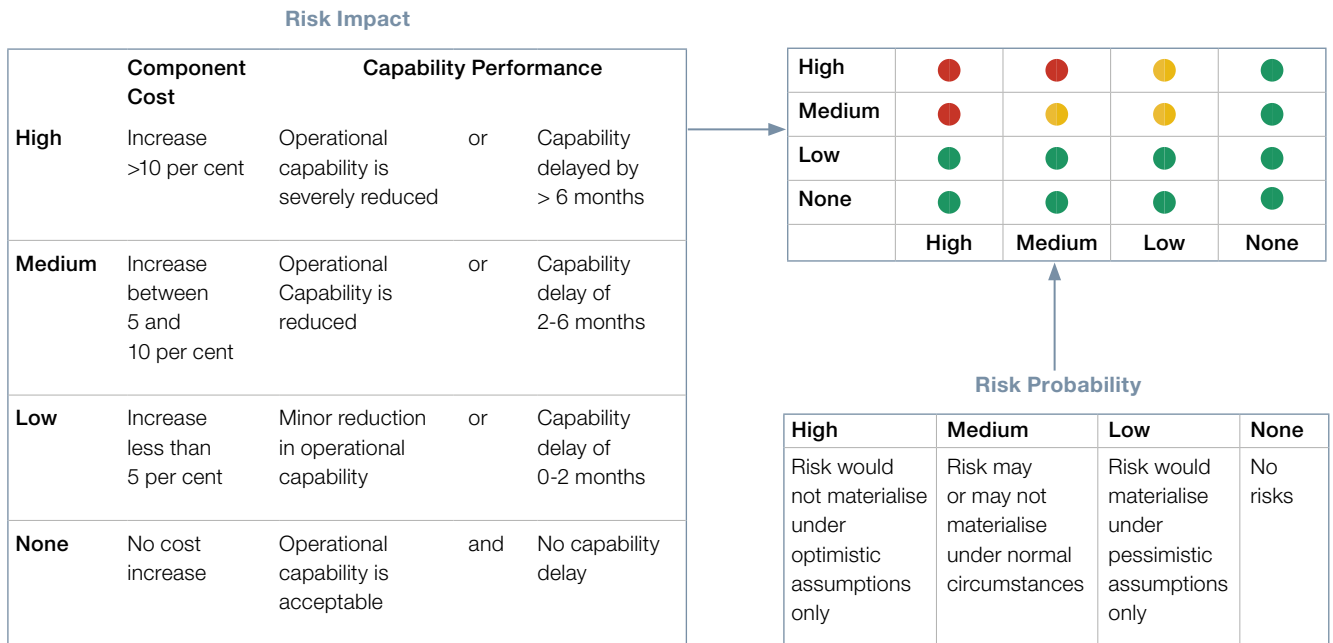 Risk Impact
Component Cost
Capability Performance
High
Increase
>10 per cent
Operational
capability is
severely reduced
or
Capability
delayed by
> 6 months
Medium
Increase
between
5 and
10 per cent
Operational
Capability is
reduced
or
Capability
delay of
2-6 months
Low
Increase
less than
5 per cent
Minor reduction
in operational
capability
or
Capability
delay of
0-2 months
None
No cost
increase
Operational
capability is
acceptable
and
No capability
delay
High
Medium
Low
None
High
Medium
Low
None
Risk Probability
High
Medium
Low
None
Risk would
not materialise
under
optimistic
assumptions
only
Risk may
or may not
materialise
under normal
circumstances
Risk would
materialise
under
pessimistic
assumptions
only
No
risks